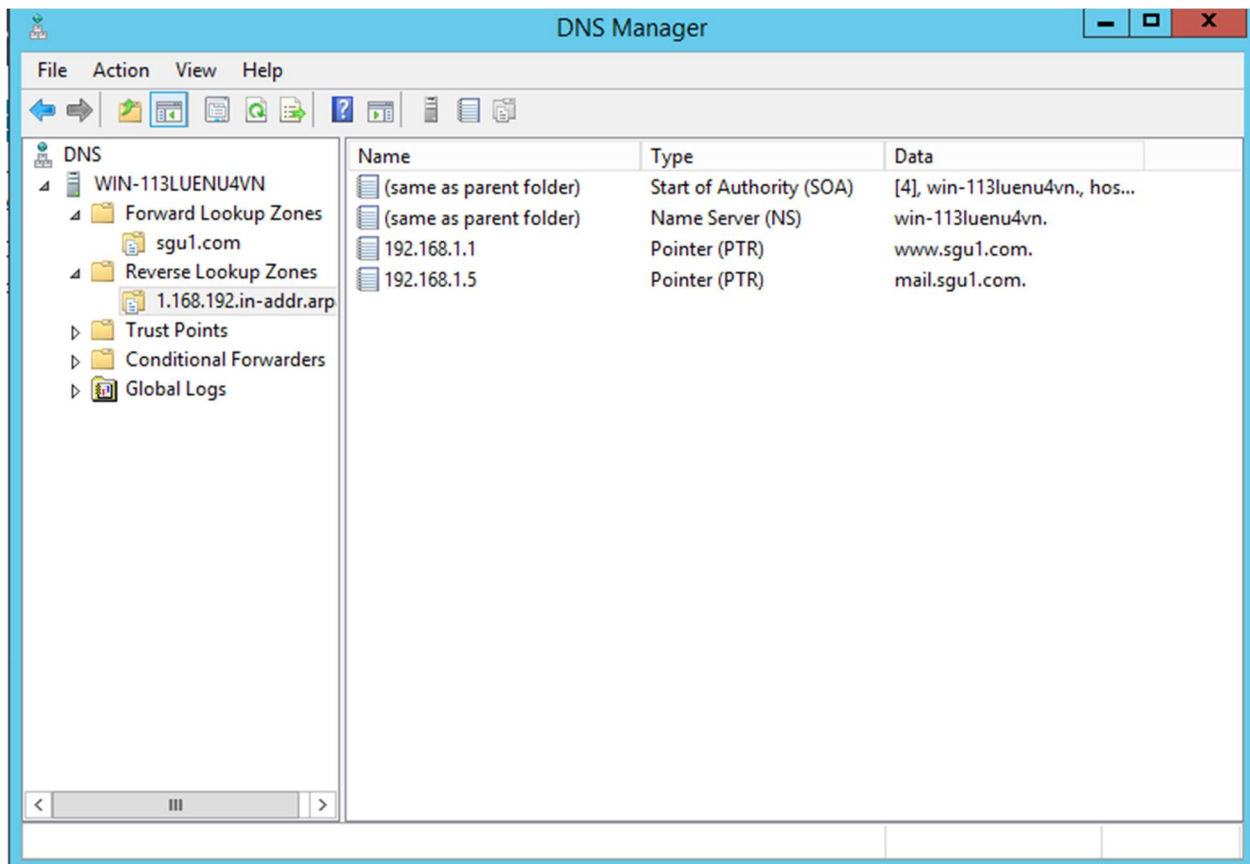 DNS Manager
File Action View Help
DNS
WIN-113LUENU4VN
Forward Lookup Zones
sgu1.com
Reverse Lookup Zones
1.168.192.in-addr.arp
Trust Points
Conditional Forwarders
Global Logs
Name Type Data
(same as parent folder) Start of Authority (SOA) [4], win-113luenu4vn., hos...
(same as parent folder) Name Server (NS) win-113luenu4vn.
192.168.1.1 Pointer (PTR) www.sgu1.com.
192.168.1.5 Pointer (PTR) mail.sgu1.com.